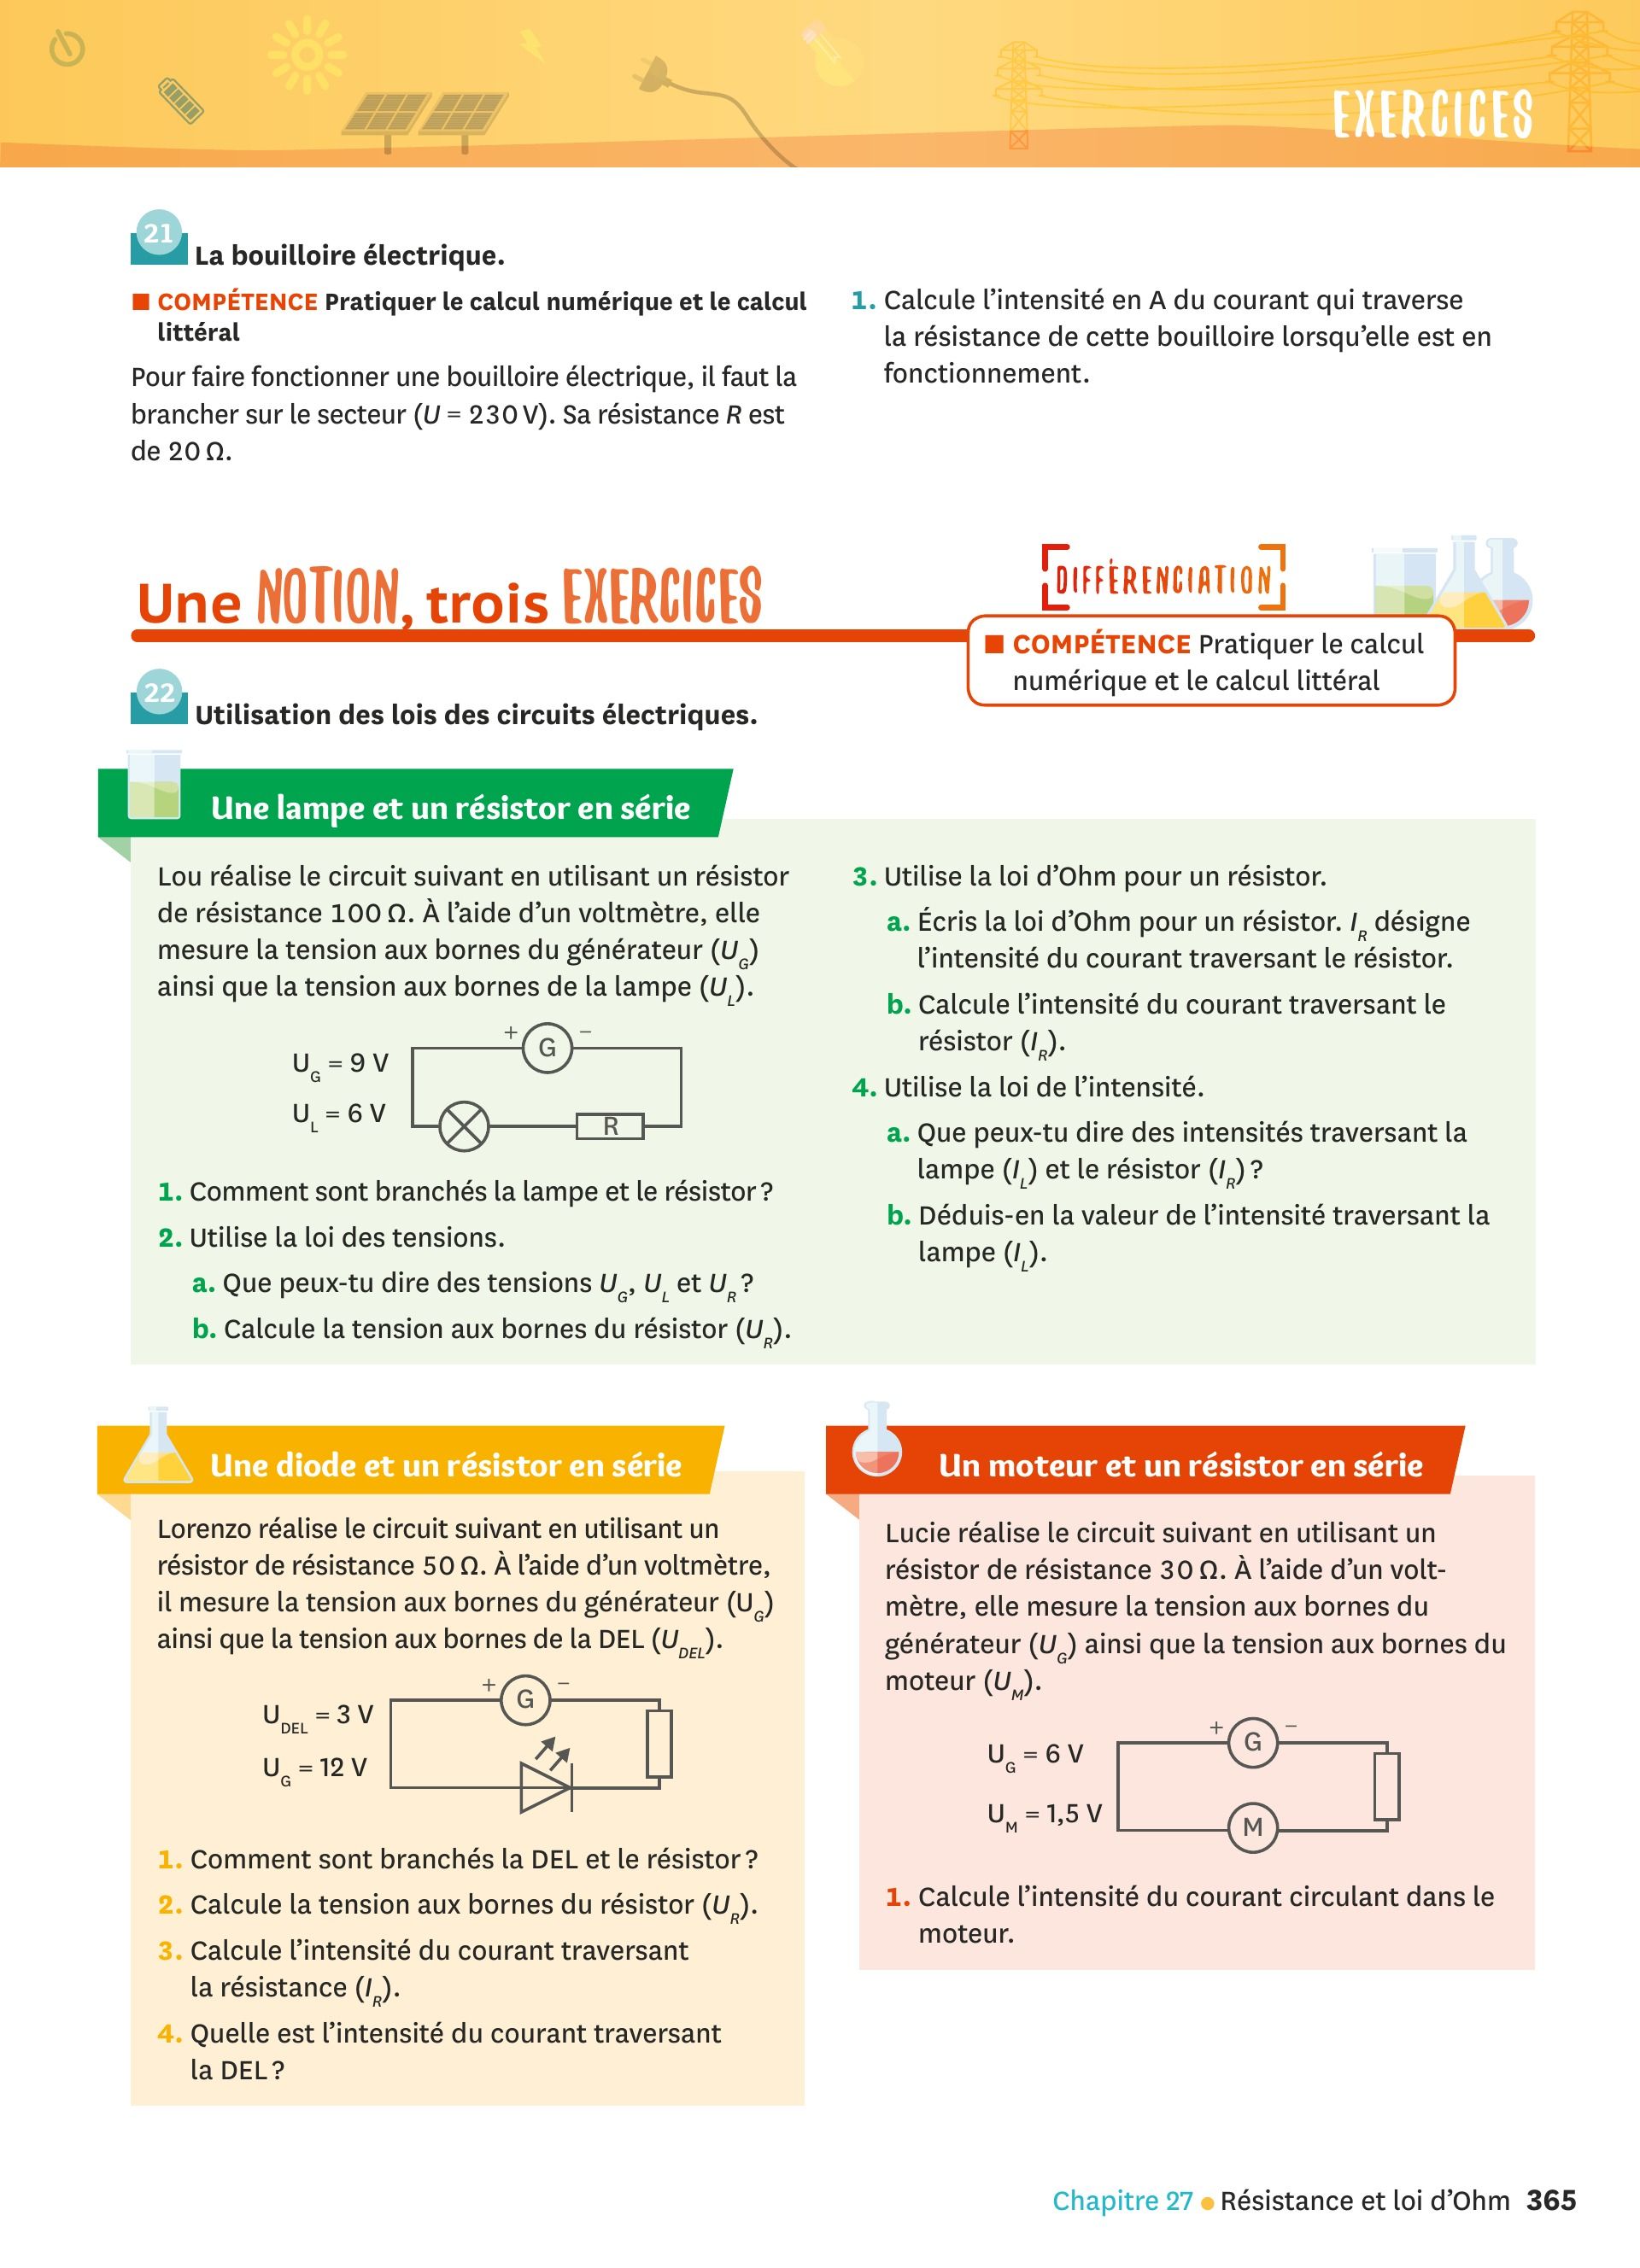 EXERCICES
21 La bouilloire électrique.
■ COMPÉTENCE Pratiquer le calcul numérique et le calcul
littéral
Pour faire fonctionner une bouilloire électrique, il faut la
brancher sur le secteur (U = 230 V). Sa résistance R est
de 20 Ω.
1. Calcule l’intensité en A du courant qui traverse
la résistance de cette bouilloire lorsqu’elle est en
fonctionnement.
Une NOTION, trois EXERCICES
DIFFÉRENCIATION
■ COMPÉTENCE Pratiquer le calcul
numérique et le calcul littéral
22 Utilisation des lois des circuits électriques.
Une lampe et un résistor en série
Lou réalise le circuit suivant en utilisant un résistor
de résistance 100 Ω. À l’aide d’un voltmètre, elle
mesure la tension aux bornes du générateur (U_G)
ainsi que la tension aux bornes de la lampe (U_L).
U_G = 9 V
U_L = 6 V
+ G −
R
1. Comment sont branchés la lampe et le résistor ?
2. Utilise la loi des tensions.
a. Que peux-tu dire des tensions U_G, U_L et U_R ?
b. Calcule la tension aux bornes du résistor (U_R).
3. Utilise la loi d’Ohm pour un résistor.
a. Écris la loi d’Ohm pour un résistor. I_R désigne
l’intensité du courant traversant le résistor.
b. Calcule l’intensité du courant traversant le
résistor (I_R).
4. Utilise la loi de l’intensité.
a. Que peux-tu dire des intensités traversant la
lampe (I_L) et le résistor (I_R) ?
b. Déduis-en la valeur de l’intensité traversant la
lampe (I_L).
Une diode et un résistor en série
Lorenzo réalise le circuit suivant en utilisant un
résistor de résistance 50 Ω. À l’aide d’un voltmètre,
il mesure la tension aux bornes du générateur (U_G)
ainsi que la tension aux bornes de la DEL (U_DEL).
U_DEL = 3 V
U_G = 12 V
+ G −
1. Comment sont branchés la DEL et le résistor ?
2. Calcule la tension aux bornes du résistor (U_R).
3. Calcule l’intensité du courant traversant
la résistance (I_R).
4. Quelle est l’intensité du courant traversant
la DEL ?
Un moteur et un résistor en série
Lucie réalise le circuit suivant en utilisant un
résistor de résistance 30 Ω. À l’aide d’un volt-
mètre, elle mesure la tension aux bornes du
générateur (U_G) ainsi que la tension aux bornes du
moteur (U_M).
U_G = 6 V
U_M = 1,5 V
+ G −
M
1. Calcule l’intensité du courant circulant dans le
moteur.
Chapitre 27 ● Résistance et loi d’Ohm 365